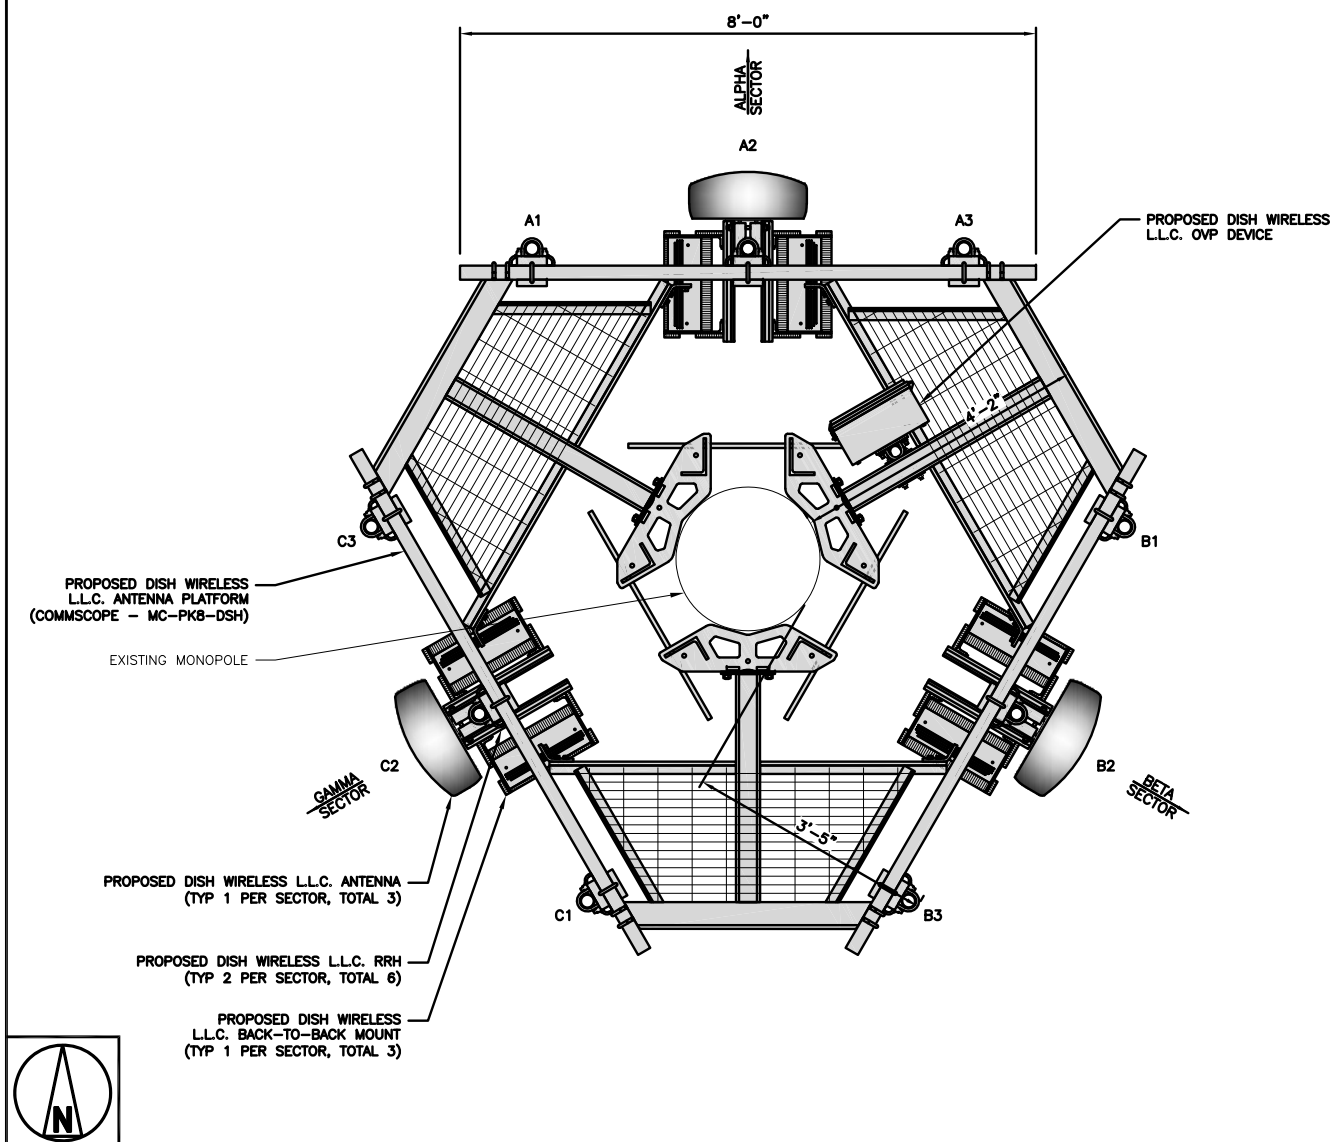 8'-0"
ALPHA
SECTOR
A2
A1
A3
PROPOSED DISH WIRELESS
L.L.C. OVP DEVICE
4'-2"
C3
B1
PROPOSED DISH WIRELESS
L.L.C. ANTENNA PLATFORM
(COMMSCOPE - MC-PK8-DSH)
EXISTING MONOPOLE
C2
B2
GAMMA
SECTOR
BETA
SECTOR
3'-5"
PROPOSED DISH WIRELESS L.L.C. ANTENNA
(TYP 1 PER SECTOR, TOTAL 3)
C1
B3
PROPOSED DISH WIRELESS L.L.C. RRH
(TYP 2 PER SECTOR, TOTAL 6)
PROPOSED DISH WIRELESS
L.L.C. BACK-TO-BACK MOUNT
(TYP 1 PER SECTOR, TOTAL 3)
N